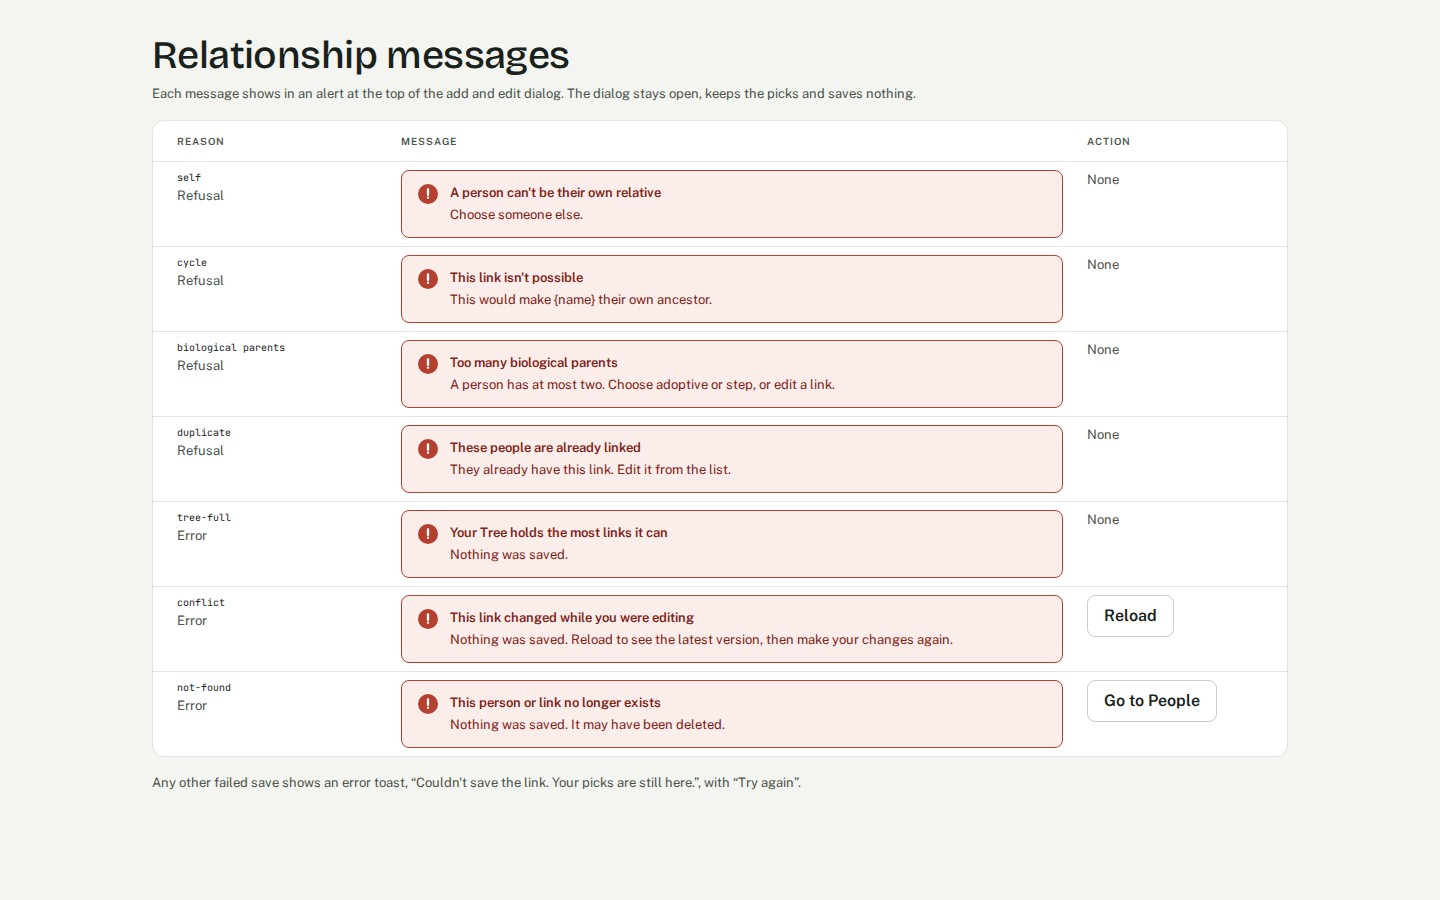 Relationship messages
Each message shows in an alert at the top of the add and edit dialog. The dialog stays open, keeps the picks and saves nothing.
REASON MESSAGE ACTION
self
Refusal
A person can't be their own relative
Choose someone else.
None
cycle
Refusal
This link isn't possible
This would make {name} their own ancestor.
None
biological parents
Refusal
Too many biological parents
A person has at most two. Choose adoptive or step, or edit a link.
None
duplicate
Refusal
These people are already linked
They already have this link. Edit it from the list.
None
tree-full
Error
Your Tree holds the most links it can
Nothing was saved.
None
conflict
Error
This link changed while you were editing
Nothing was saved. Reload to see the latest version, then make your changes again.
Reload
not-found
Error
This person or link no longer exists
Nothing was saved. It may have been deleted.
Go to People
Any other failed save shows an error toast, “Couldn't save the link. Your picks are still here.”, with “Try again”.